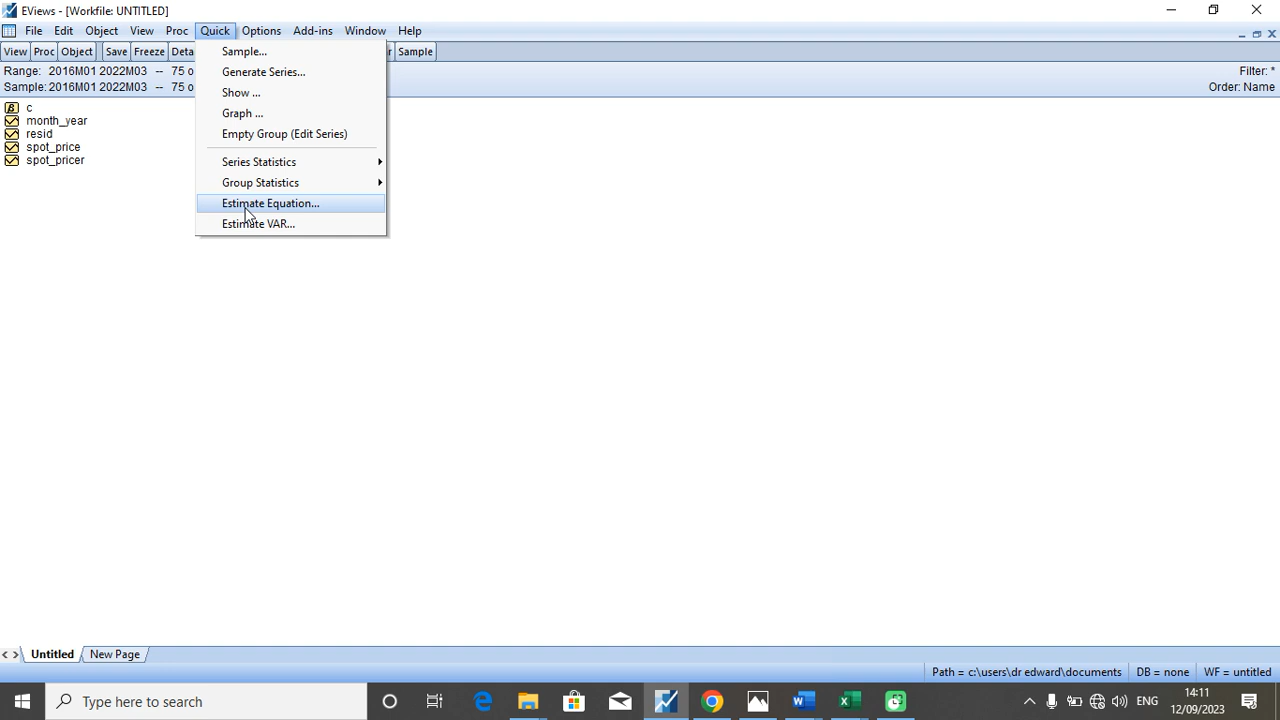 EViews - [Workfile: UNTITLED]
File Edit Object View Proc Quick Options Add-ins Window Help
View Proc Object Save Freeze Deta r Sample
Range: 2016M01 2022M03 -- 75 o
Filter: *
Sample: 2016M01 2022M03 -- 75 o
Order: Name
c
month_year
resid
spot_price
spot_pricer
Sample...
Generate Series...
Show ...
Graph ...
Empty Group (Edit Series)
Series Statistics
Group Statistics
Estimate Equation...
Estimate VAR...
Untitled New Page
Path = c:\users\dr edward\documents DB = none WF = untitled
Type here to search
ENG
14:11
12/09/2023